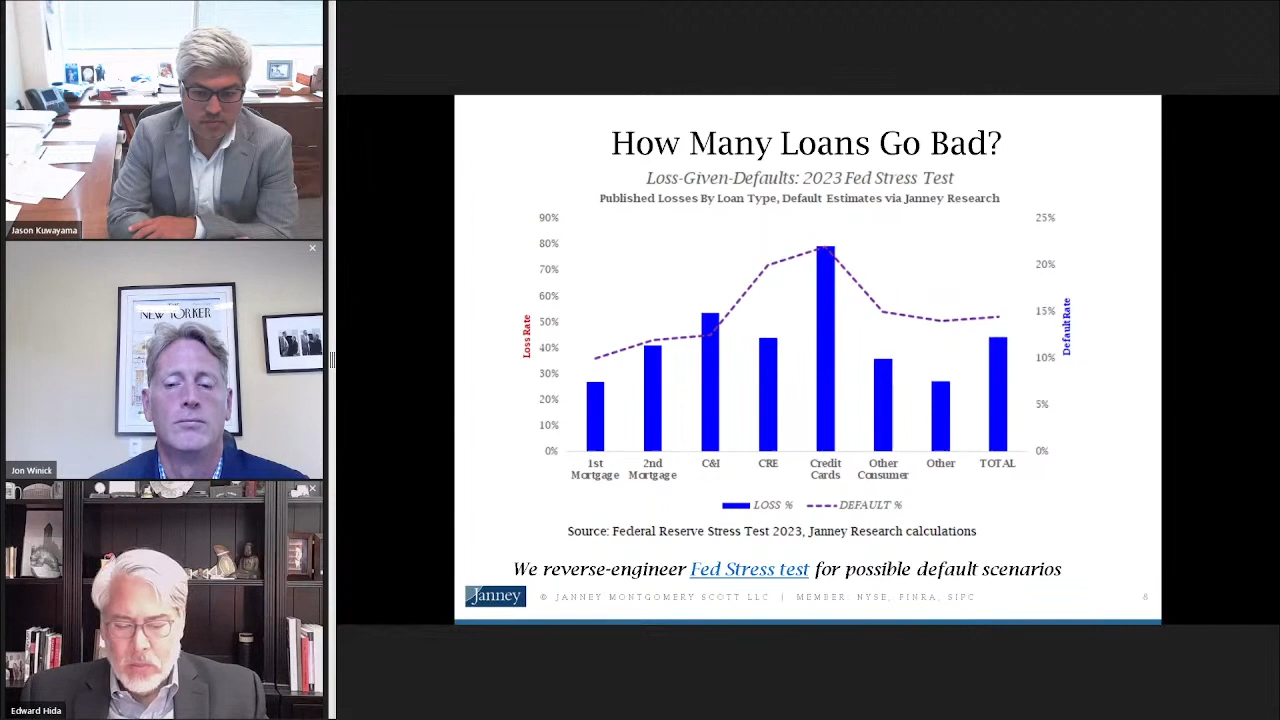 Jason Kuwayama
THE
NEW YORKER
Jon Winick
Edward Hida
How Many Loans Go Bad?
Loss-Given-Defaults: 2023 Fed Stress Test
Published Losses By Loan Type, Default Estimates via Janney Research
90%
80%
70%
60%
50%
40%
30%
20%
10%
0%
Loss Rate
25%
20%
15%
10%
5%
0%
Default Rate
1st Mortgage
2nd Mortgage
C&I
CRE
Credit Cards
Other Consumer
Other
TOTAL
LOSS %
DEFAULT %
Source: Federal Reserve Stress Test 2023, Janney Research calculations
We reverse-engineer Fed Stress test for possible default scenarios
Janney
© JANNEY MONTGOMERY SCOTT LLC | MEMBER: NYSE, FINRA, SIPC
8